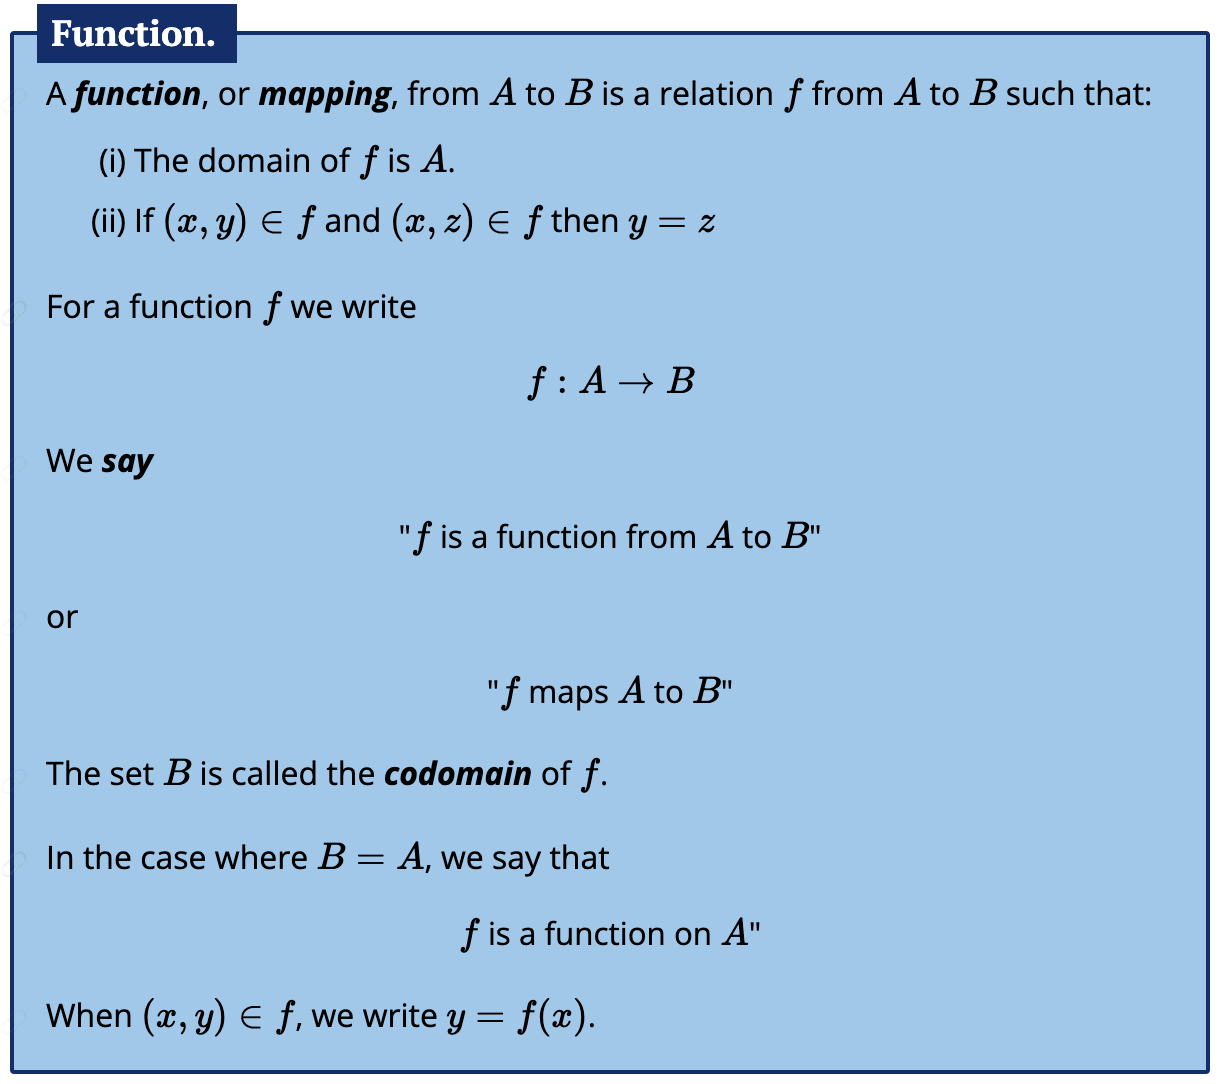 Function.
A function, or mapping, from A to B is a relation f from A to B such that:
(i) The domain of f is A.
(ii) If (x, y) ∈ f and (x, z) ∈ f then y = z
For a function f we write
f : A → B
We say
"f is a function from A to B"
or
"f maps A to B"
The set B is called the codomain of f.
In the case where B = A, we say that
f is a function on A"
When (x, y) ∈ f, we write y = f(x).